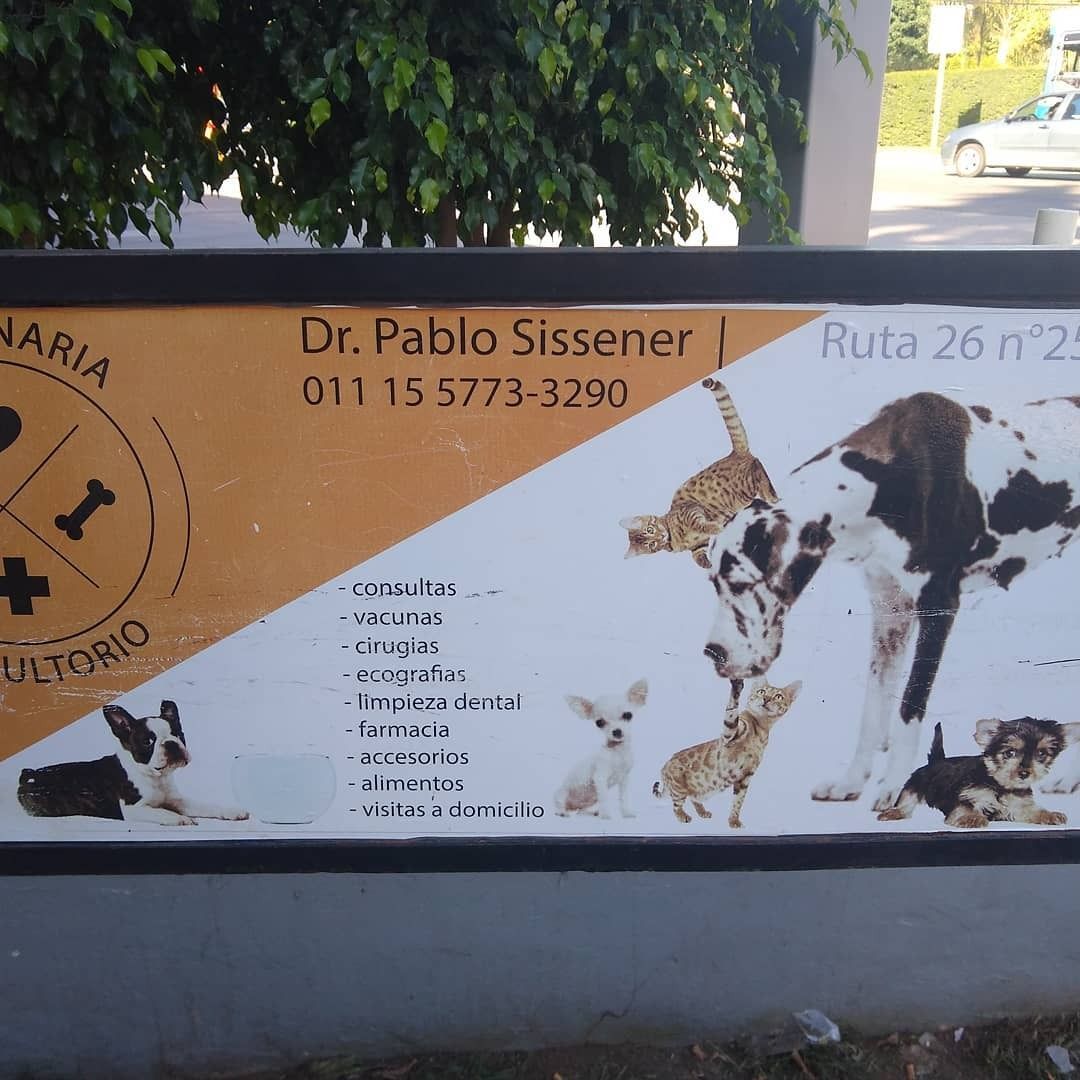 NARIA
Dr. Pablo Sissener |
011 15 5773-3290
Ruta 26 n°25
ULTORIO
- consultas
- vacunas
- cirugias
- ecografias
- limpieza dental
- farmacia
- accesorios
- alimentos
- visitas a domicilio